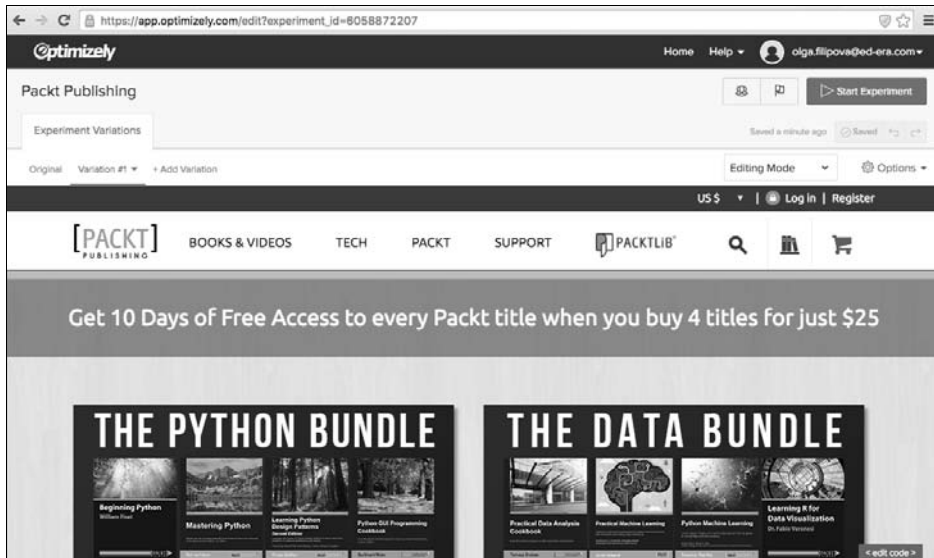 https://app.optimizely.com/edit?experiment_id=6058872207
Optimizely
Home Help olga.filipova@ed-era.com
Packt Publishing
Start Experiment
Experiment Variations
Saved a minute ago Saved
Original Variation #1 + Add Variation
Editing Mode Options
US $ | Log in | Register
[PACKT]
PUBLISHING
BOOKS & VIDEOS TECH PACKT SUPPORT PACKTLiB
Get 10 Days of Free Access to every Packt title when you buy 4 titles for just $25
THE PYTHON BUNDLE
THE DATA BUNDLE
Beginning Python
Mastering Python
Learning Python
Design Patterns
Second Edition
Python GUI Programming
Cookbook
Practical Data Analysis
Cookbook
Practical Machine Learning
Python Machine Learning
Learning R for
Data Visualization
< edit code >